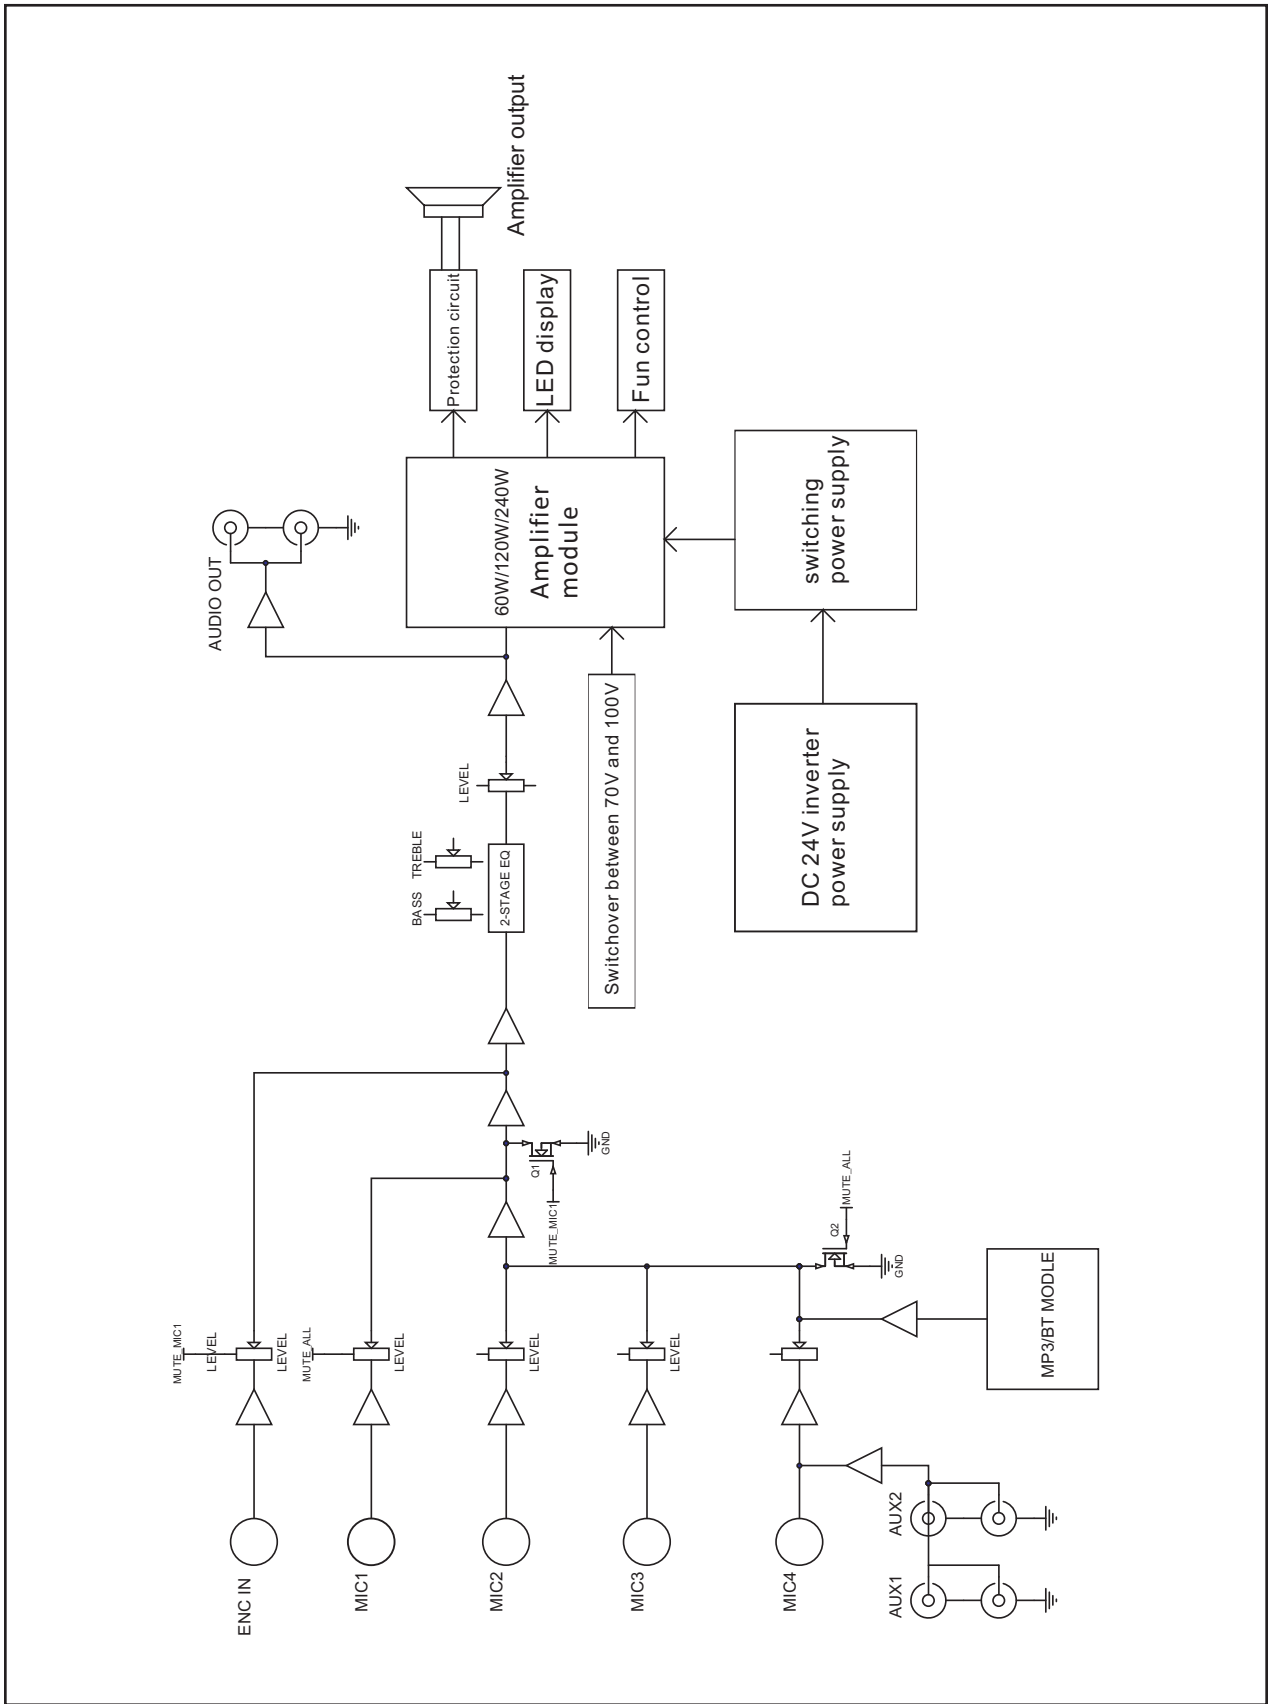 ENC IN
MUTE_MIC1
LEVEL
LEVEL
MIC1
MUTE_ALL
LEVEL
MIC2
LEVEL
MIC3
LEVEL
MIC4
AUX1
AUX2
MP3/BT MODLE
MUTE_MIC1
Q1
GND
MUTE_ALL
Q2
GND
BASS
TREBLE
2-STAGE EQ
LEVEL
AUDIO OUT
Switchover between 70V and 100V
60W/120W/240W
Amplifier
module
DC 24V inverter
power supply
switching
power supply
Protection circuit
LED display
Fun control
Amplifier output